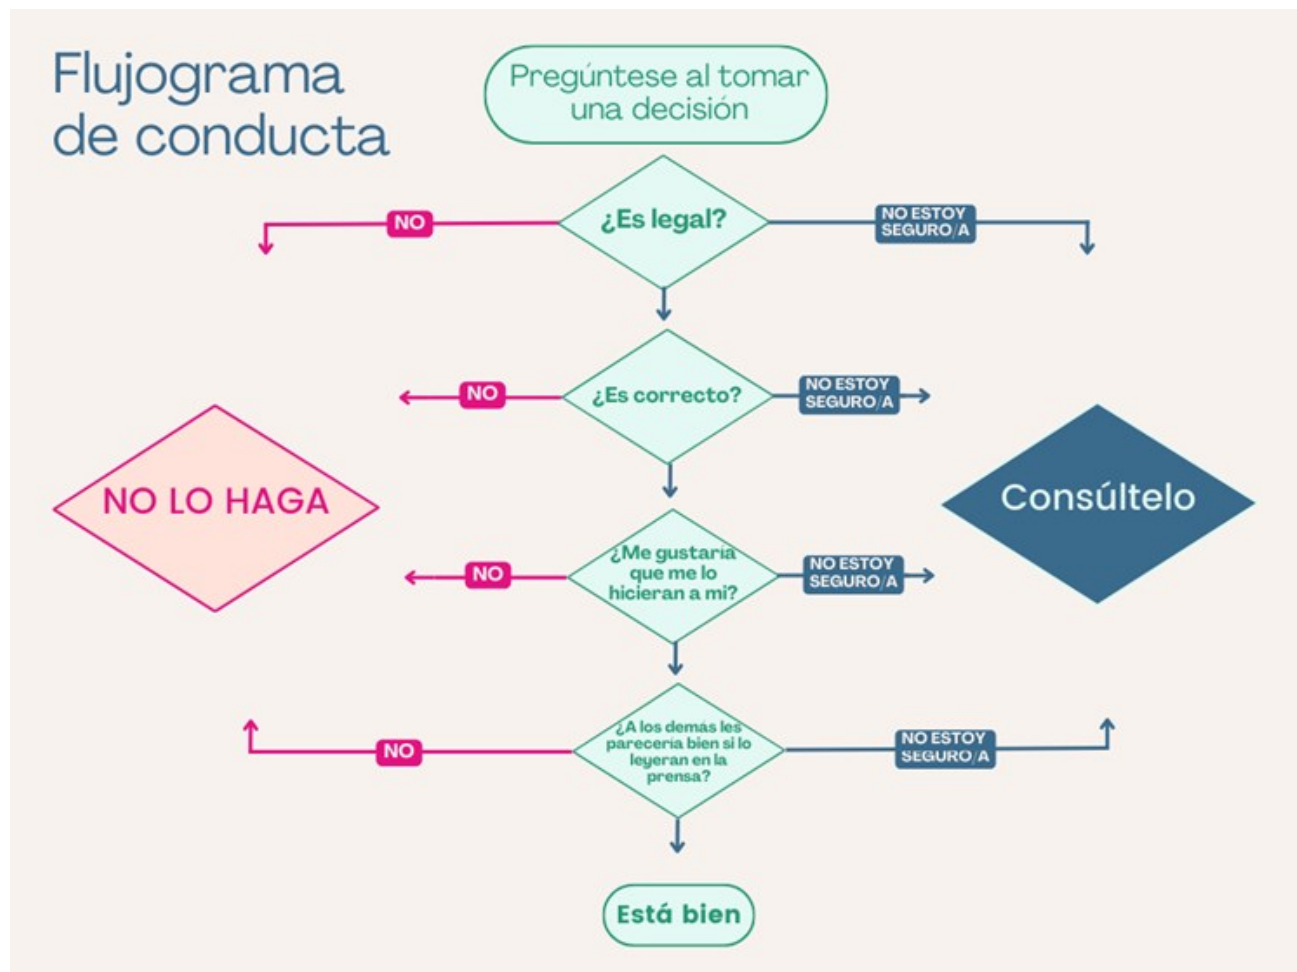 Flujograma
de conducta
Pregúntese al tomar
una decisión
¿Es legal?
NO
NO ESTOY
SEGURO/A
¿Es correcto?
NO
NO ESTOY
SEGURO/A
NO LO HAGA
Consúltelo
¿Me gustaría
que me lo
hicieran a mi?
NO
NO ESTOY
SEGURO/A
¿A los demás les
parecería bien si lo
leyeran en la
prensa?
NO
NO ESTOY
SEGURO/A
Está bien